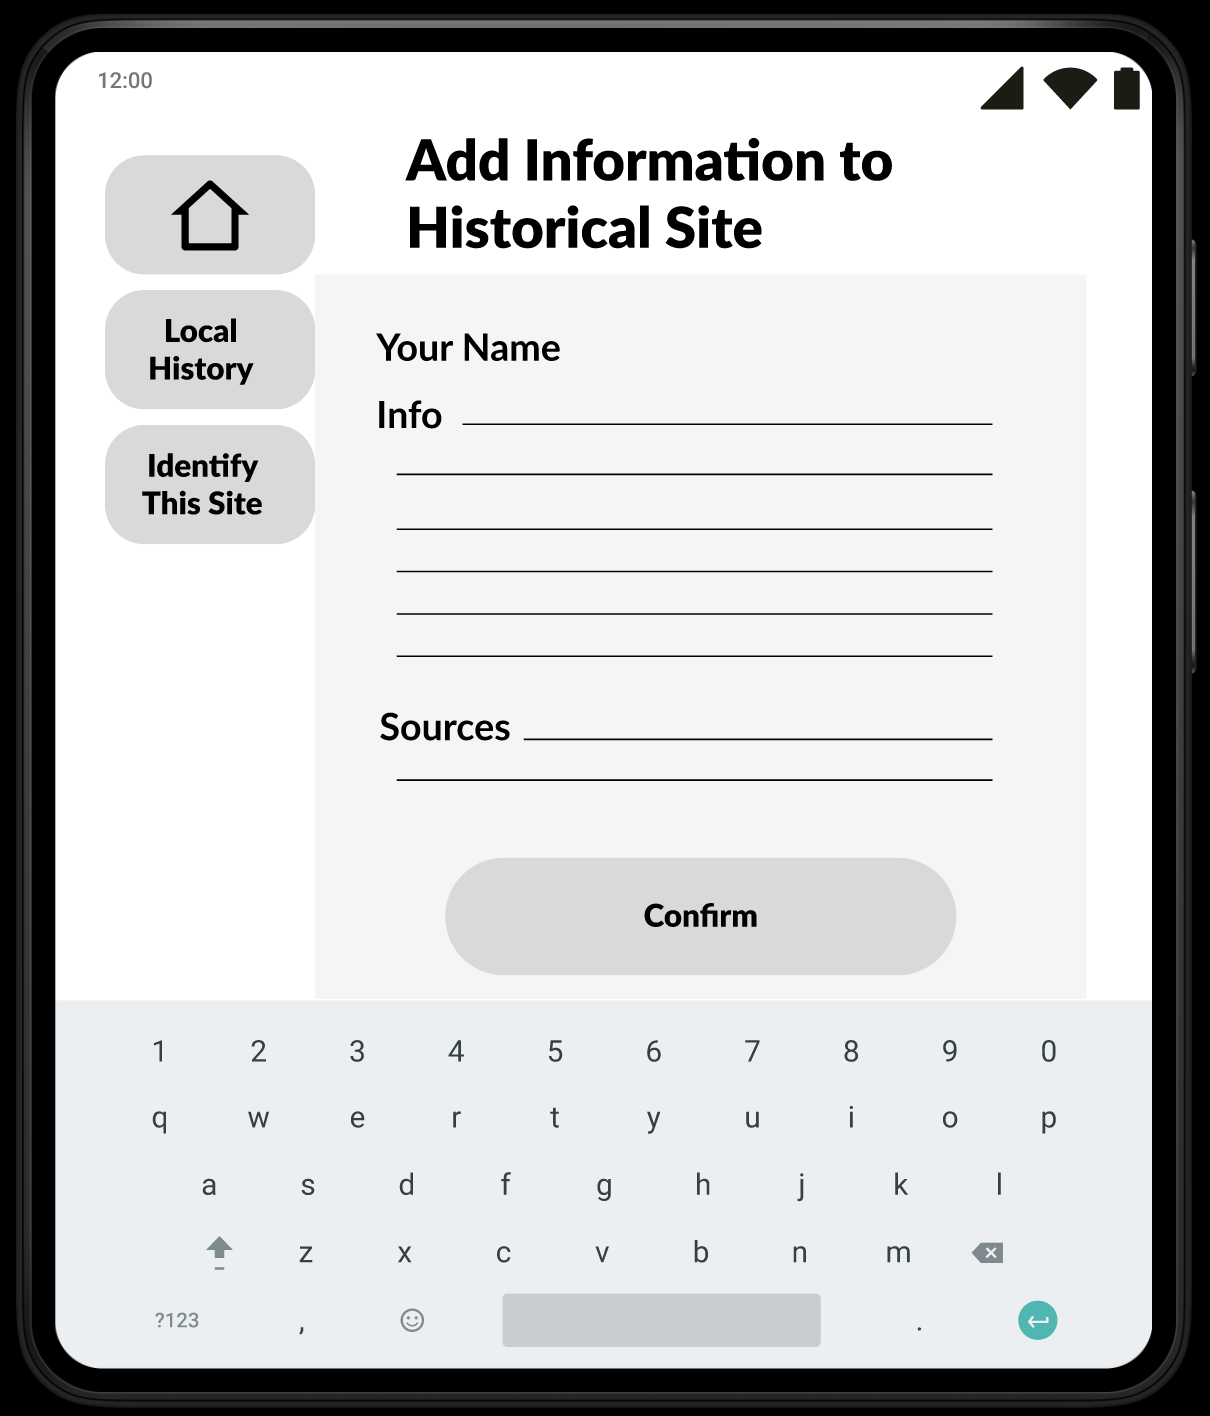 12:00
Add Information to
Historical Site
Local
History
Identify
This Site
Your Name
Info
Sources
Confirm
1 2 3 4 5 6 7 8 9 0
q w e r t y u i o p
a s d f g h j k l
z x c v b n m
?123 , .